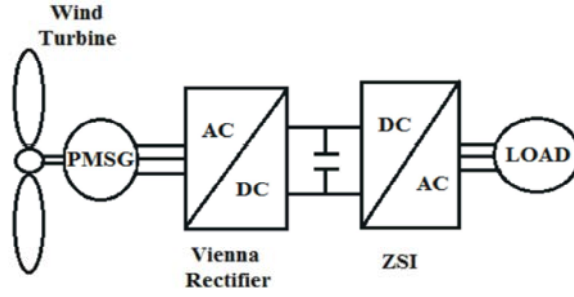 Wind
Turbine
PMSG
AC
DC
DC
AC
LOAD
Vienna
Rectifier
ZSI